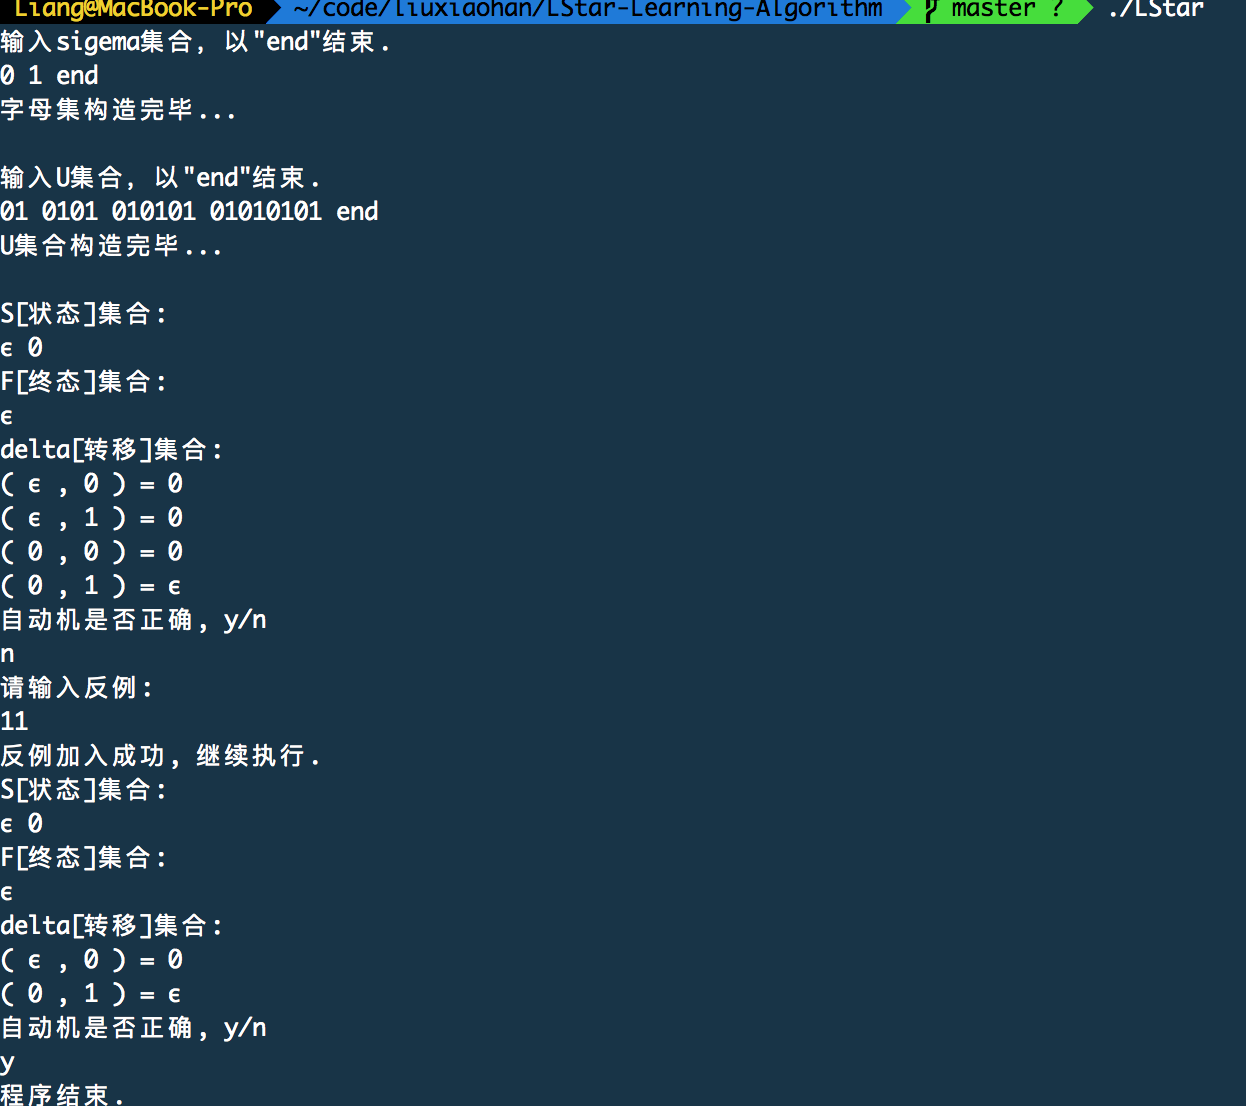 Liang@MacBook-Pro ~/code/liuxiaohan/LStar-Learning-Algorithm master ? ./LStar
输入sigema集合, 以"end"结束.
0 1 end
字母集构造完毕...
输入U集合, 以"end"结束.
01 0101 010101 01010101 end
U集合构造完毕...
S[状态]集合:
ϵ 0
F[终态]集合:
ϵ
delta[转移]集合:
( ϵ , 0 ) = 0
( ϵ , 1 ) = 0
( 0 , 0 ) = 0
( 0 , 1 ) = ϵ
自动机是否正确, y/n
n
请输入反例:
11
反例加入成功, 继续执行.
S[状态]集合:
ϵ 0
F[终态]集合:
ϵ
delta[转移]集合:
( ϵ , 0 ) = 0
( 0 , 1 ) = ϵ
自动机是否正确, y/n
y
程序结束.